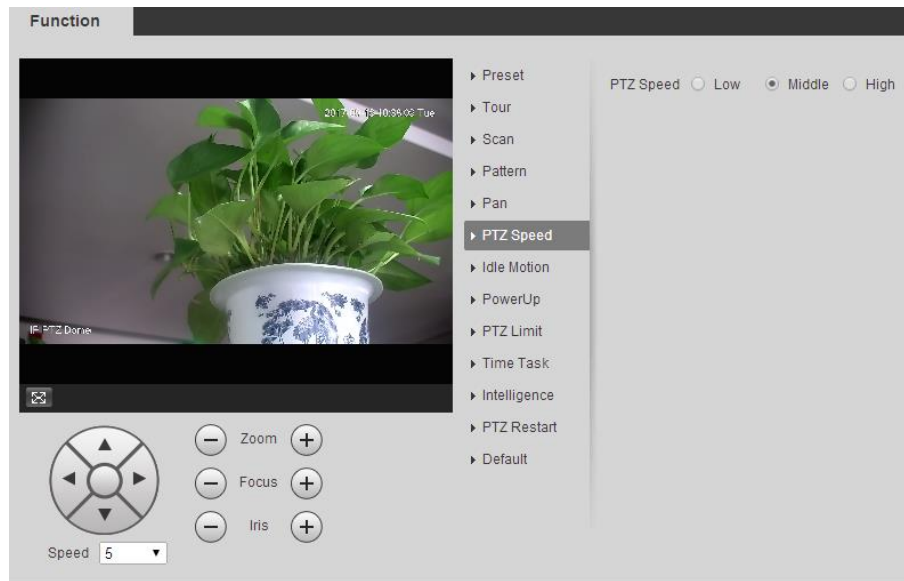 Function
Tue
PTZ Dome
Preset
Tour
Scan
Pattern
Pan
PTZ Speed
Idle Motion
PowerUp
PTZ Limit
Time Task
Intelligence
PTZ Restart
Default
PTZ Speed Low Middle High
Zoom
Focus
Iris
Speed 5